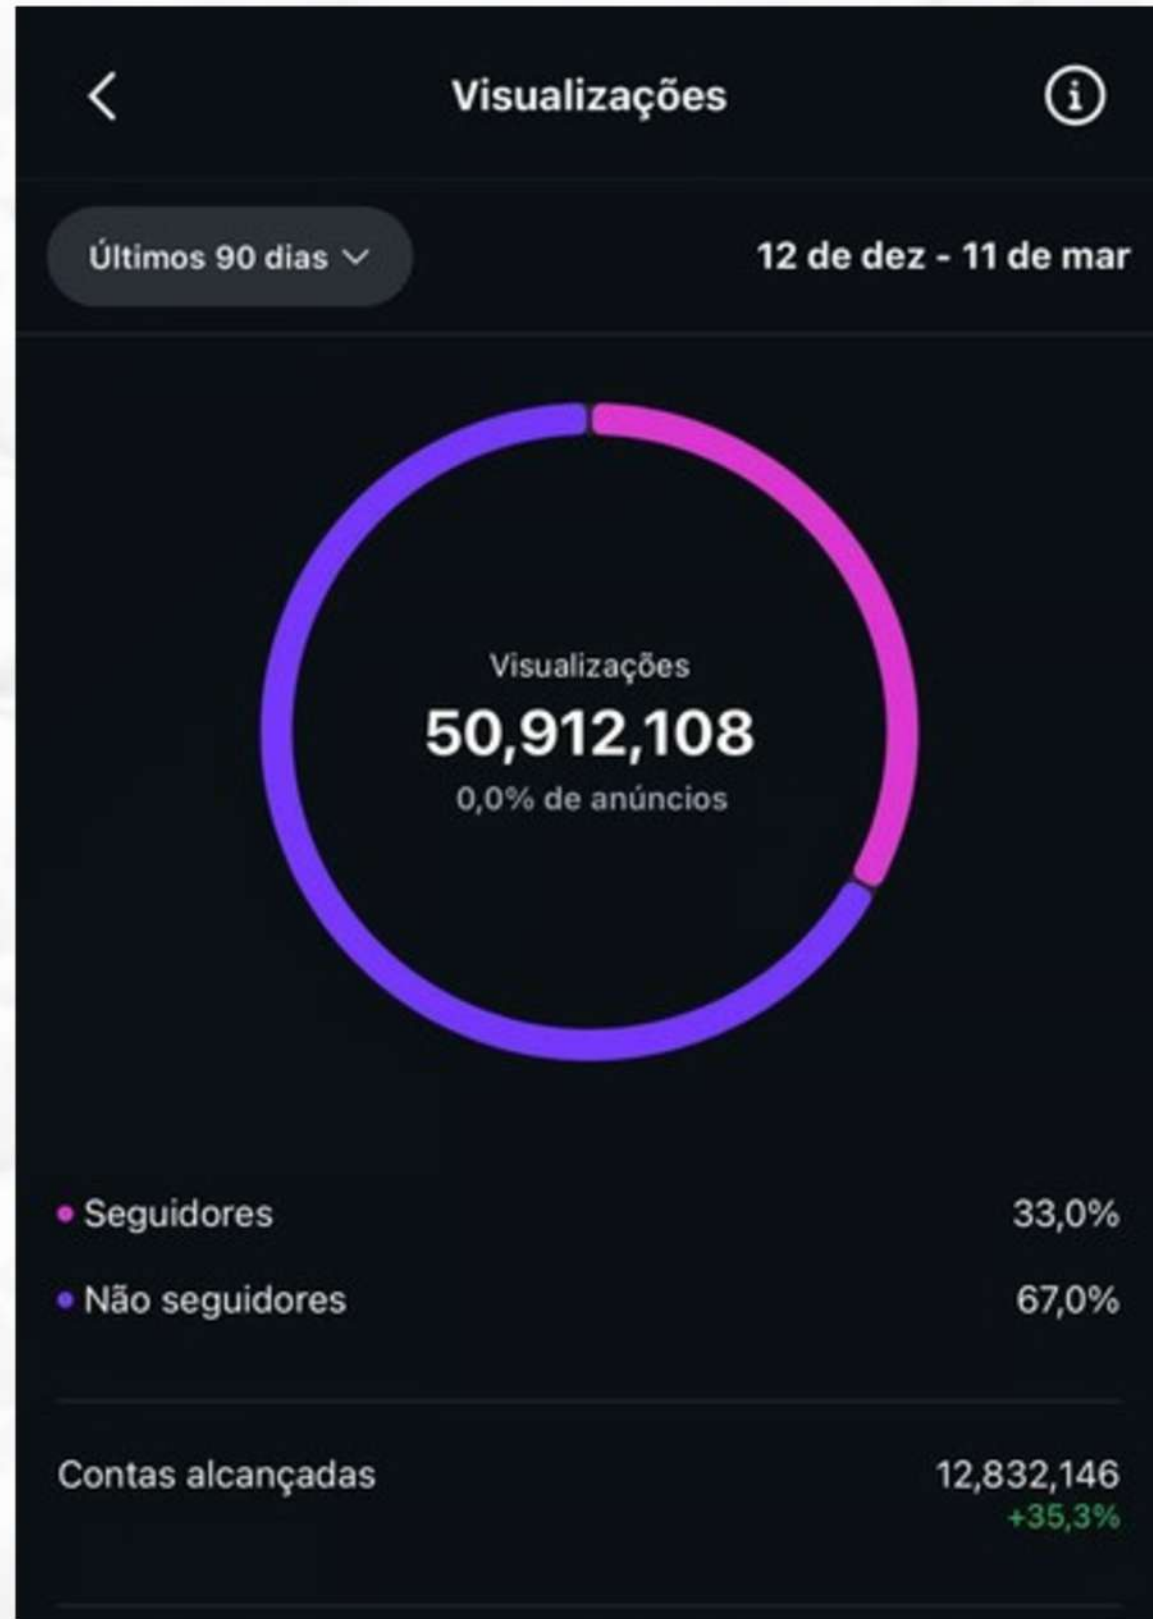 Visualizações
Últimos 90 dias
12 de dez - 11 de mar
Visualizações
50,912,108
0,0% de anúncios
Seguidores 33,0%
Não seguidores 67,0%
Contas alcançadas 12,832,146
+35,3%